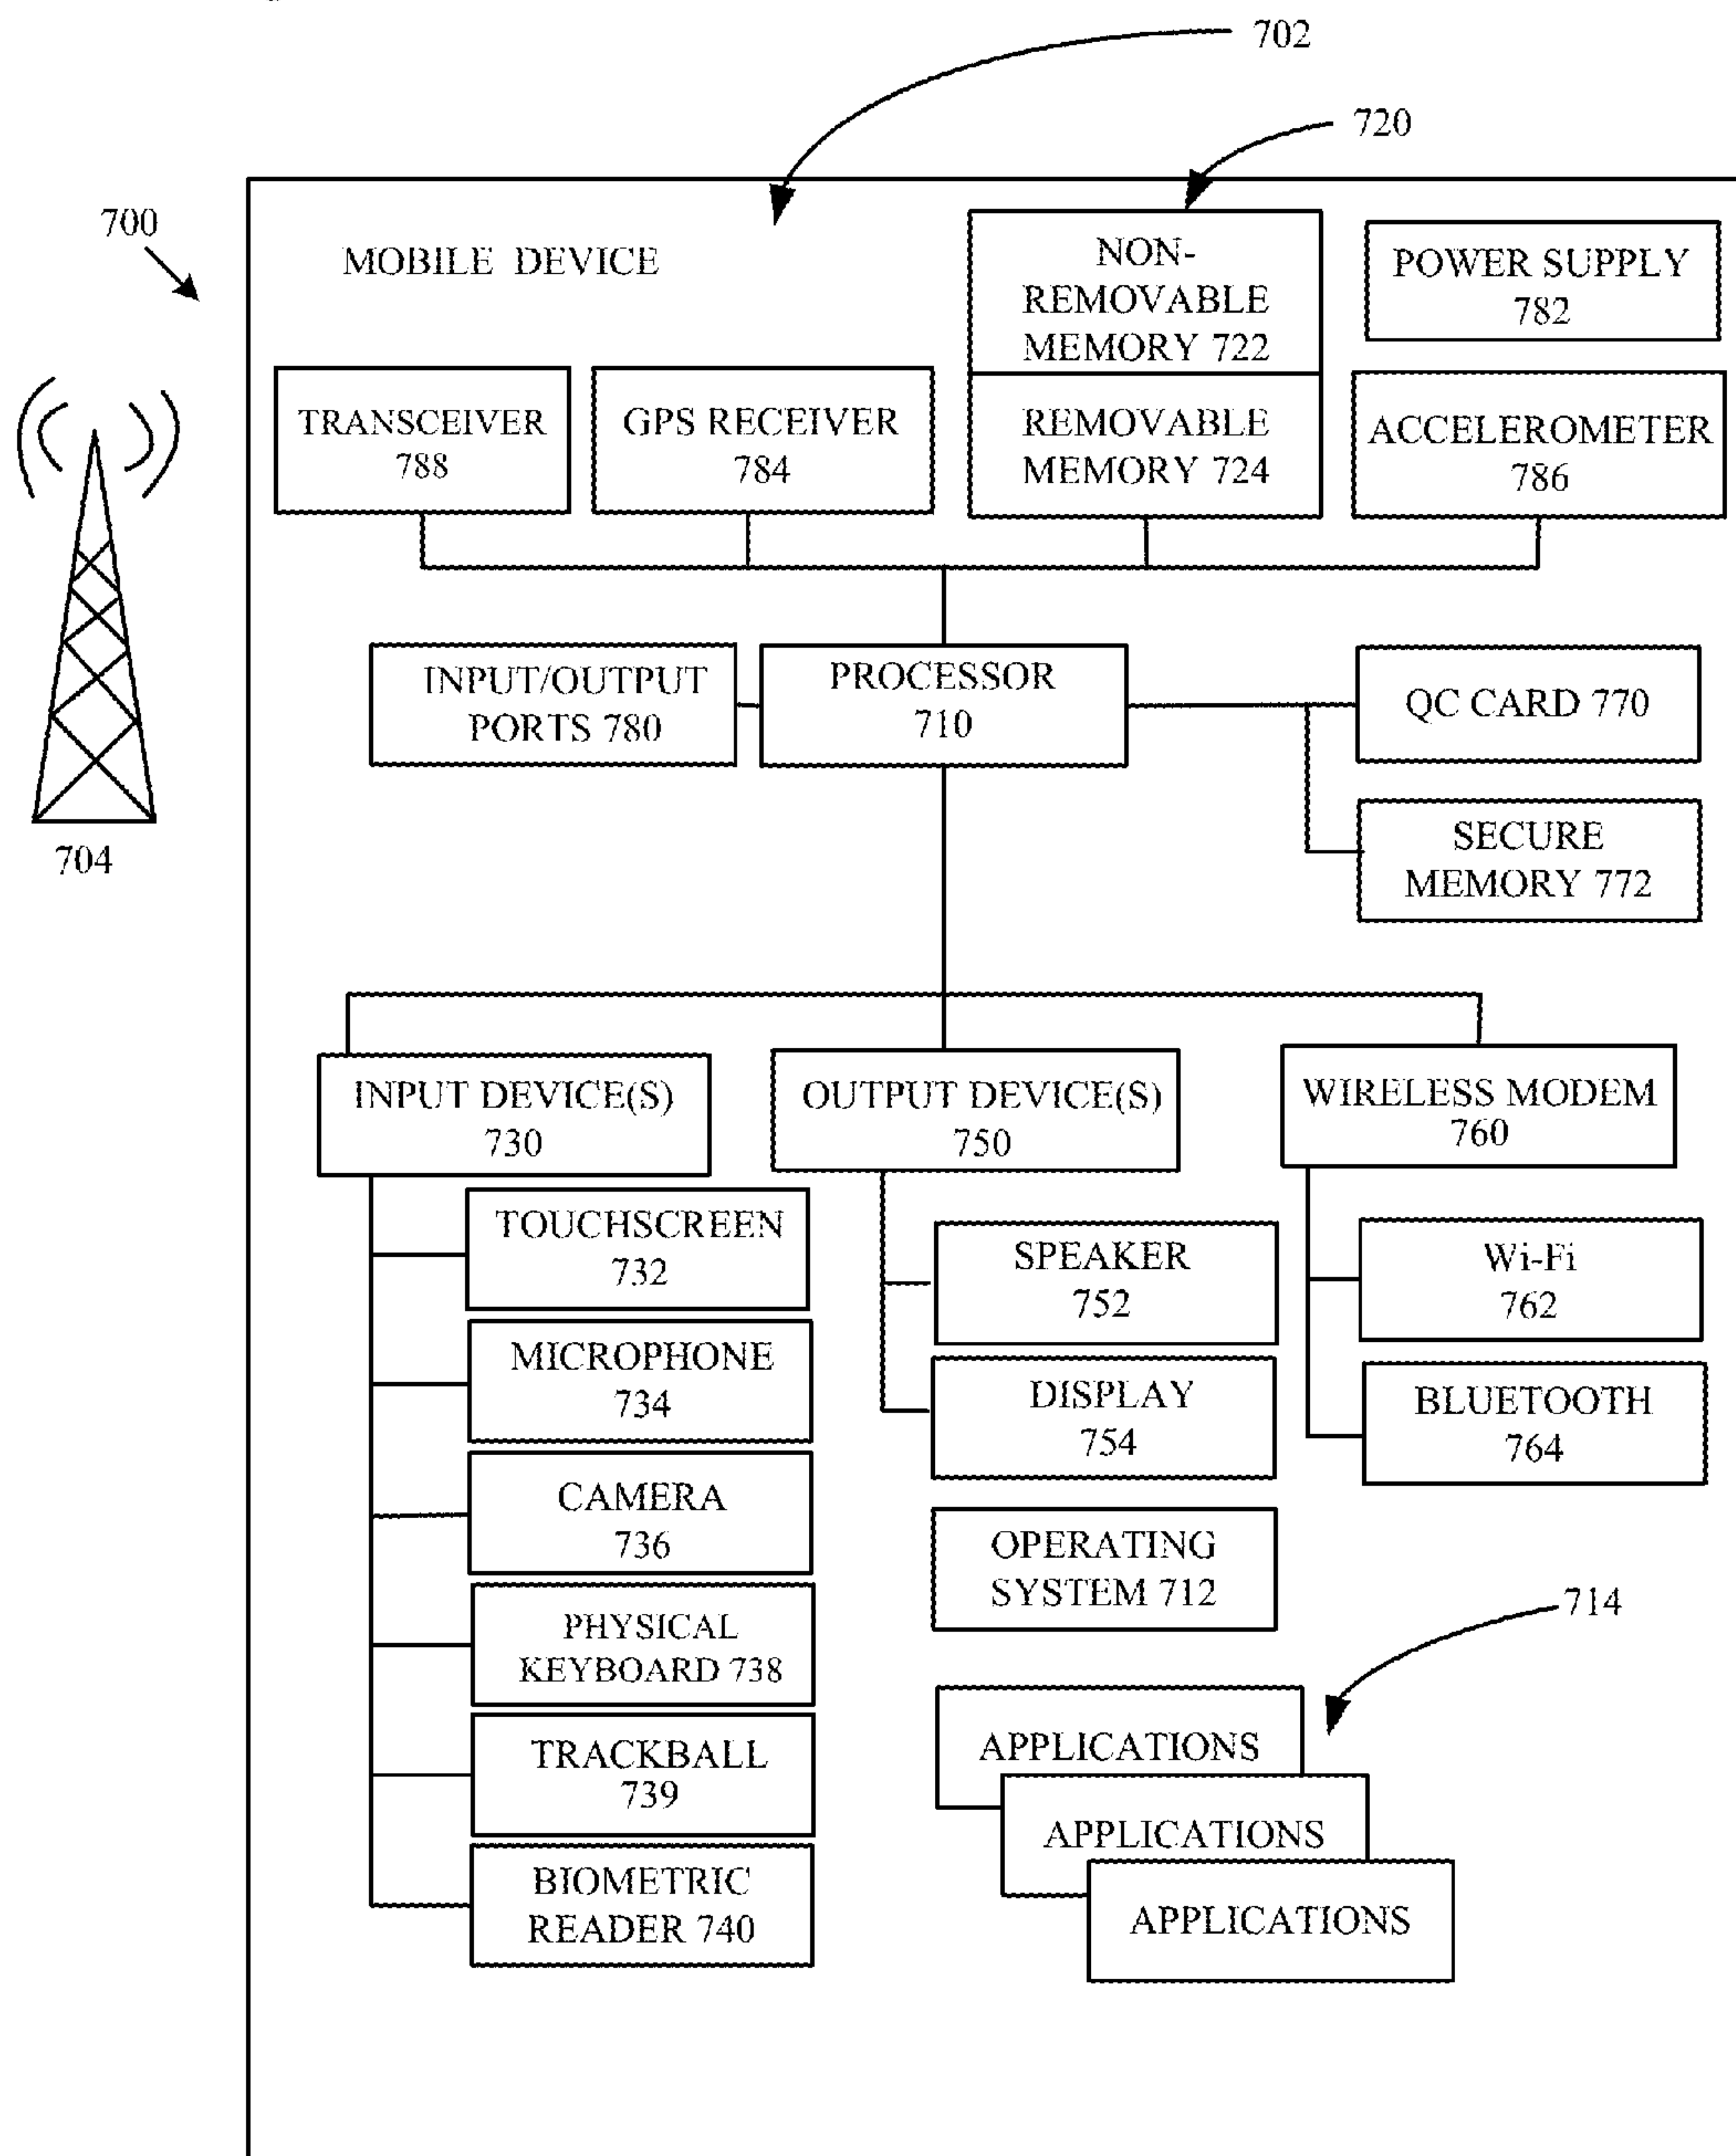 702
720
700
MOBILE DEVICE
NON-
REMOVABLE
MEMORY 722
POWER SUPPLY
782
TRANSCEIVER
788
GPS RECEIVER
784
REMOVABLE
MEMORY 724
ACCELEROMETER
786
704
INPUT/OUTPUT
PORTS 780
PROCESSOR
710
QC CARD 770
SECURE
MEMORY 772
INPUT DEVICE(S)
730
OUTPUT DEVICE(S)
750
WIRELESS MODEM
760
TOUCHSCREEN
732
MICROPHONE
734
CAMERA
736
PHYSICAL
KEYBOARD 738
TRACKBALL
739
BIOMETRIC
READER 740
SPEAKER
752
DISPLAY
754
Wi-Fi
762
BLUETOOTH
764
OPERATING
SYSTEM 712
714
APPLICATIONS
APPLICATIONS
APPLICATIONS